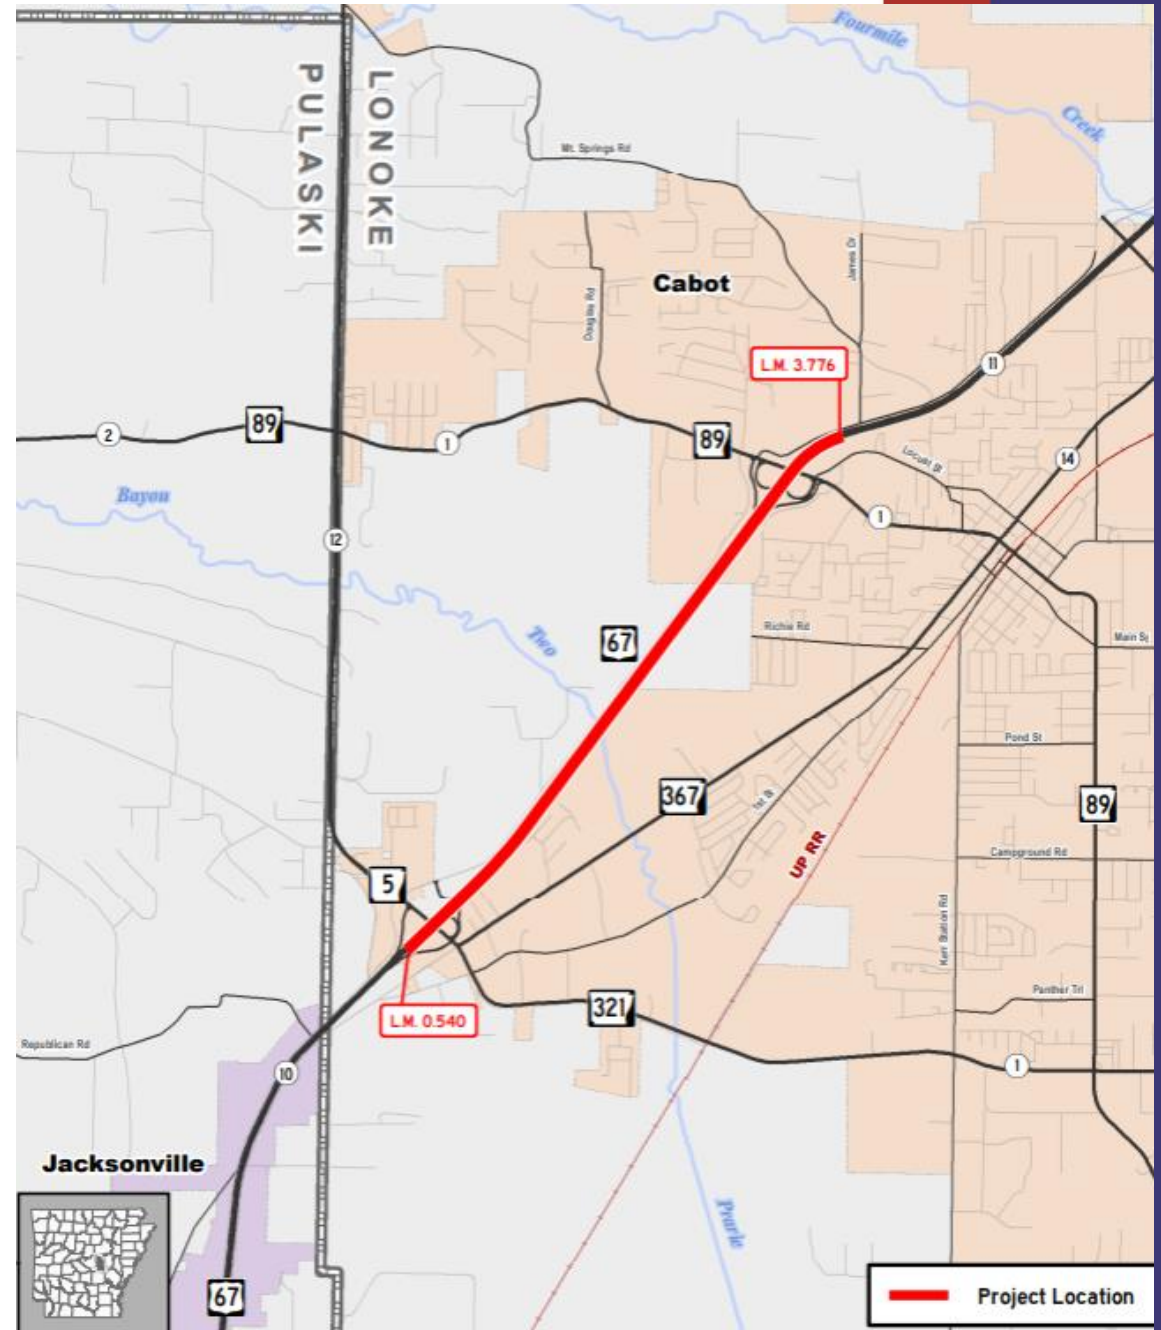 Fourmile
Creek
PULASKI
LONOKE
Mt. Springs Rd
James Dr
Cabot
Douglas Rd
L.M. 3.776
11
2
89
1
89
Locust St
14
1
Bayou
12
Two
67
Richie Rd
Main St
Pond St
367
1st St
89
UP RR
Campground Rd
5
Kerr Station Rd
Panther Trl
321
L.M. 0.540
Republican Rd
10
1
Jacksonville
Prarie
67
Project Location